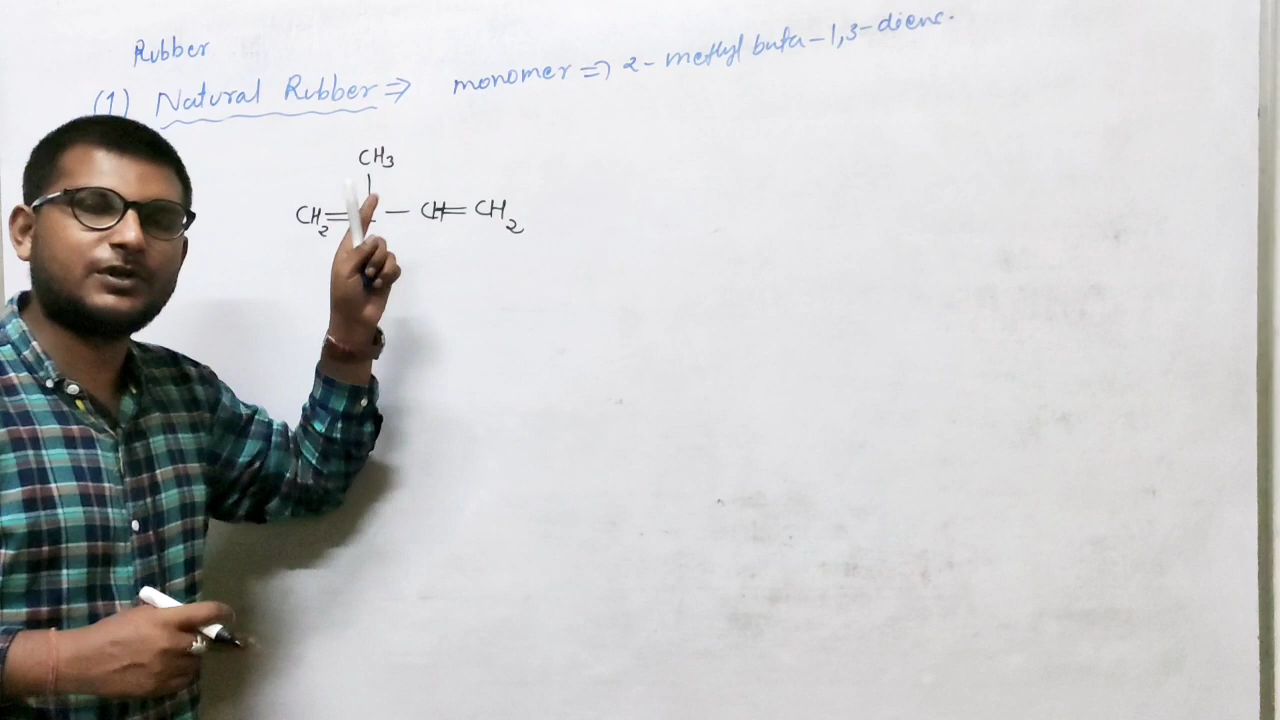 Rubber
(1) Natural Rubber ⇒ monomer ⇒ 2-methyl buta-1,3-diene.
CH3
|
CH2= – CH=CH2